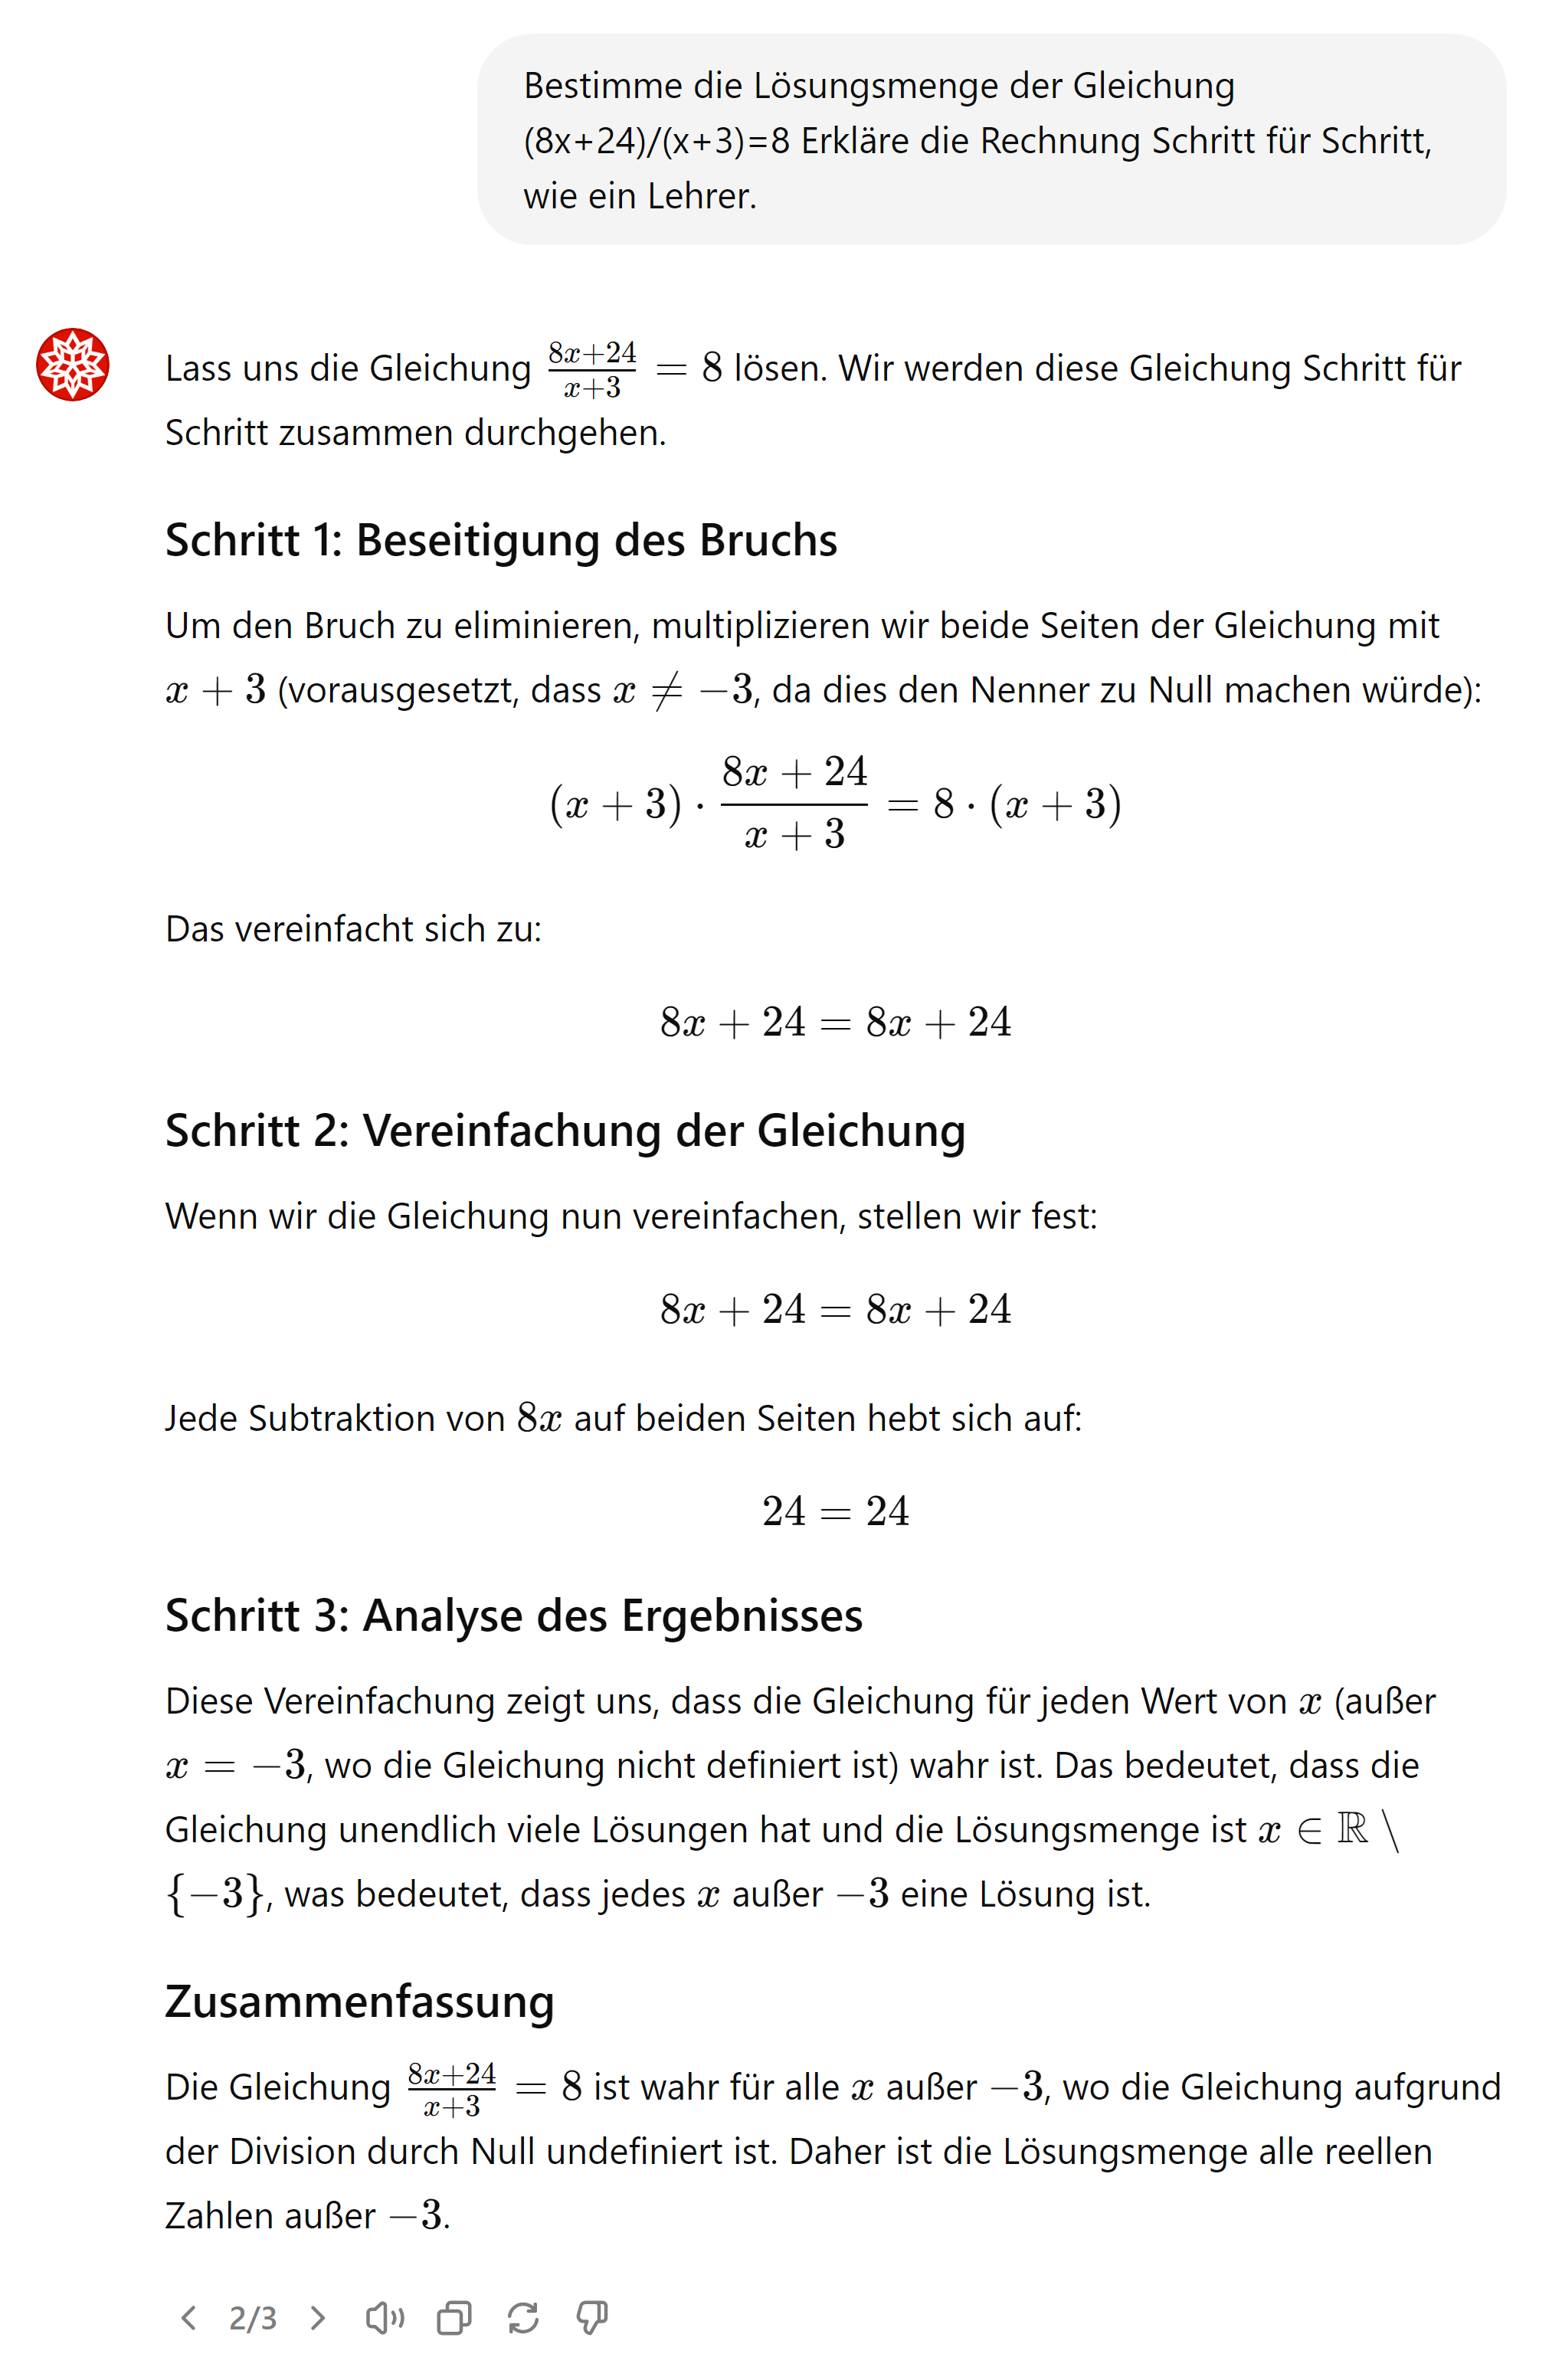 Bestimme die Lösungsmenge der Gleichung
(8x+24)/(x+3)=8 Erkläre die Rechnung Schritt für Schritt,
wie ein Lehrer.
Lass uns die Gleichung \frac{8x+24}{x+3} = 8 lösen. Wir werden diese Gleichung Schritt für
Schritt zusammen durchgehen.
Schritt 1: Beseitigung des Bruchs
Um den Bruch zu eliminieren, multiplizieren wir beide Seiten der Gleichung mit
x + 3 (vorausgesetzt, dass x ≠ −3, da dies den Nenner zu Null machen würde):
(x + 3) · \frac{8x + 24}{x + 3} = 8 · (x + 3)
Das vereinfacht sich zu:
8x + 24 = 8x + 24
Schritt 2: Vereinfachung der Gleichung
Wenn wir die Gleichung nun vereinfachen, stellen wir fest:
8x + 24 = 8x + 24
Jede Subtraktion von 8x auf beiden Seiten hebt sich auf:
24 = 24
Schritt 3: Analyse des Ergebnisses
Diese Vereinfachung zeigt uns, dass die Gleichung für jeden Wert von x (außer
x = −3, wo die Gleichung nicht definiert ist) wahr ist. Das bedeutet, dass die
Gleichung unendlich viele Lösungen hat und die Lösungsmenge ist x ∈ ℝ \
{−3}, was bedeutet, dass jedes x außer −3 eine Lösung ist.
Zusammenfassung
Die Gleichung \frac{8x+24}{x+3} = 8 ist wahr für alle x außer −3, wo die Gleichung aufgrund
der Division durch Null undefiniert ist. Daher ist die Lösungsmenge alle reellen
Zahlen außer −3.
2/3